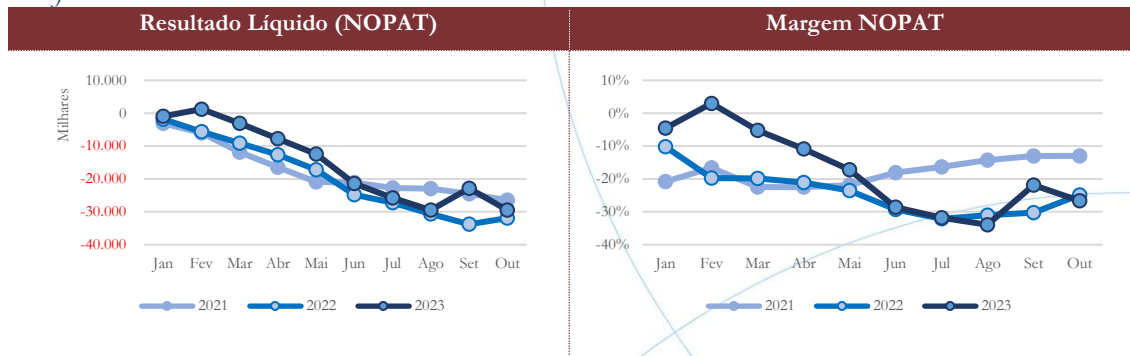 Resultado Líquido (NOPAT)
Margem NOPAT
Milhares
10.000
0
-10.000
-20.000
-30.000
-40.000
Jan Fev Mar Abr Mai Jun Jul Ago Set Out
2021 2022 2023
10%
0%
-10%
-20%
-30%
-40%
Jan Fev Mar Abr Mai Jun Jul Ago Set Out
2021 2022 2023